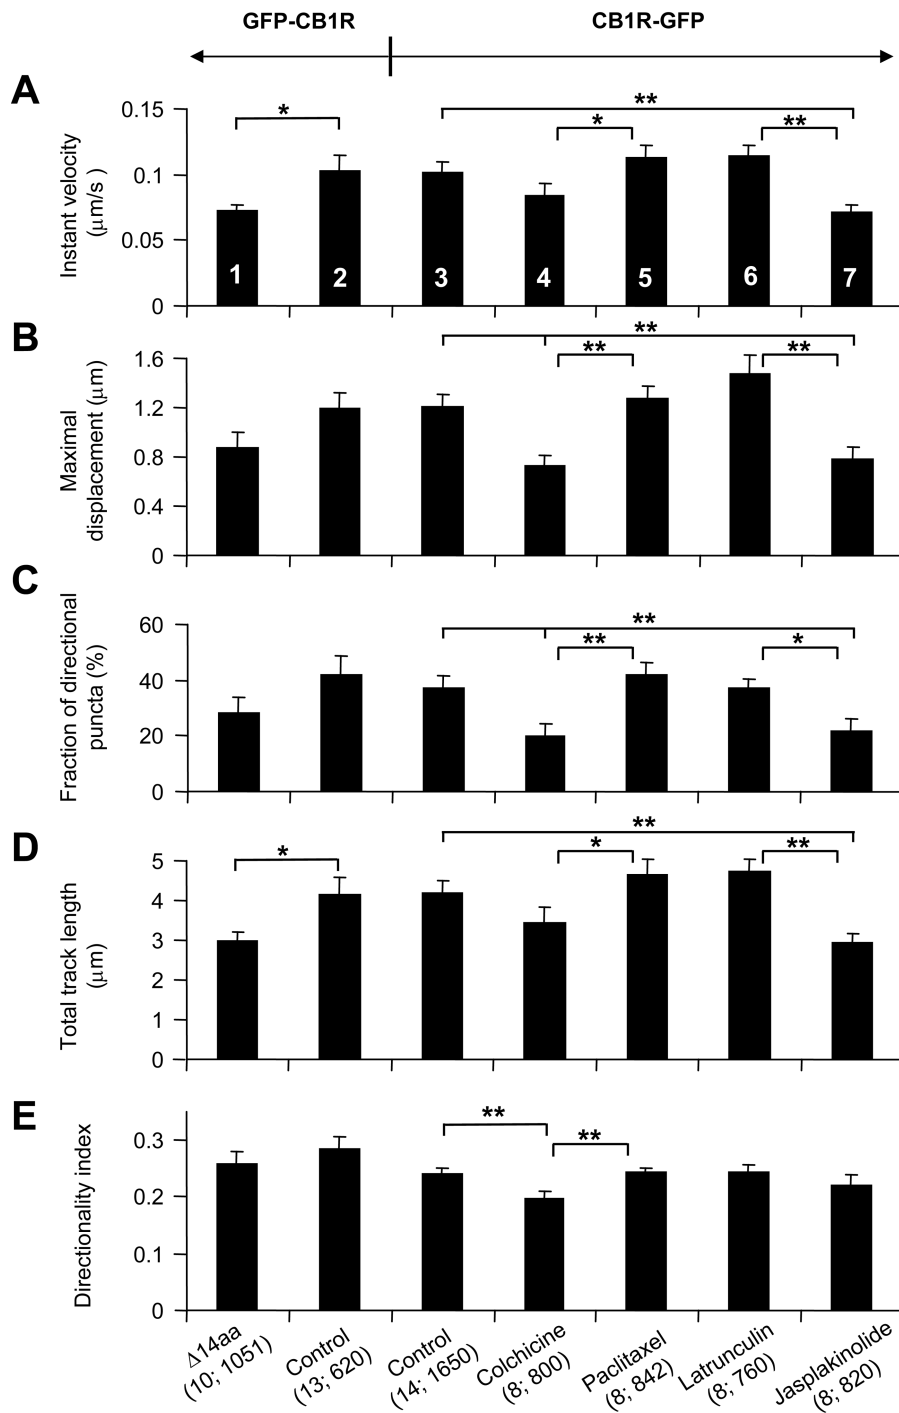 GFP-CB1R CB1R-GFP
A
Instant velocity
(μm/s)
0.15
0.1
0.05
0
* ** * **
1 2 3 4 5 6 7
B
Maximal
displacement (μm)
1.6
1.2
0.8
0.4
0
** ** **
C
Fraction of directional
puncta (%)
60
40
20
0
** ** *
D
Total track length
(μm)
5
4
3
2
1
0
* ** * **
E
Directionality index
0.3
0.2
0.1
0
** **
Δ14aa
(10; 1051)
Control
(13; 620)
Control
(14; 1650)
Colchicine
(8; 800)
Paclitaxel
(8; 842)
Latrunculin
(8; 760)
Jasplakinolide
(8; 820)